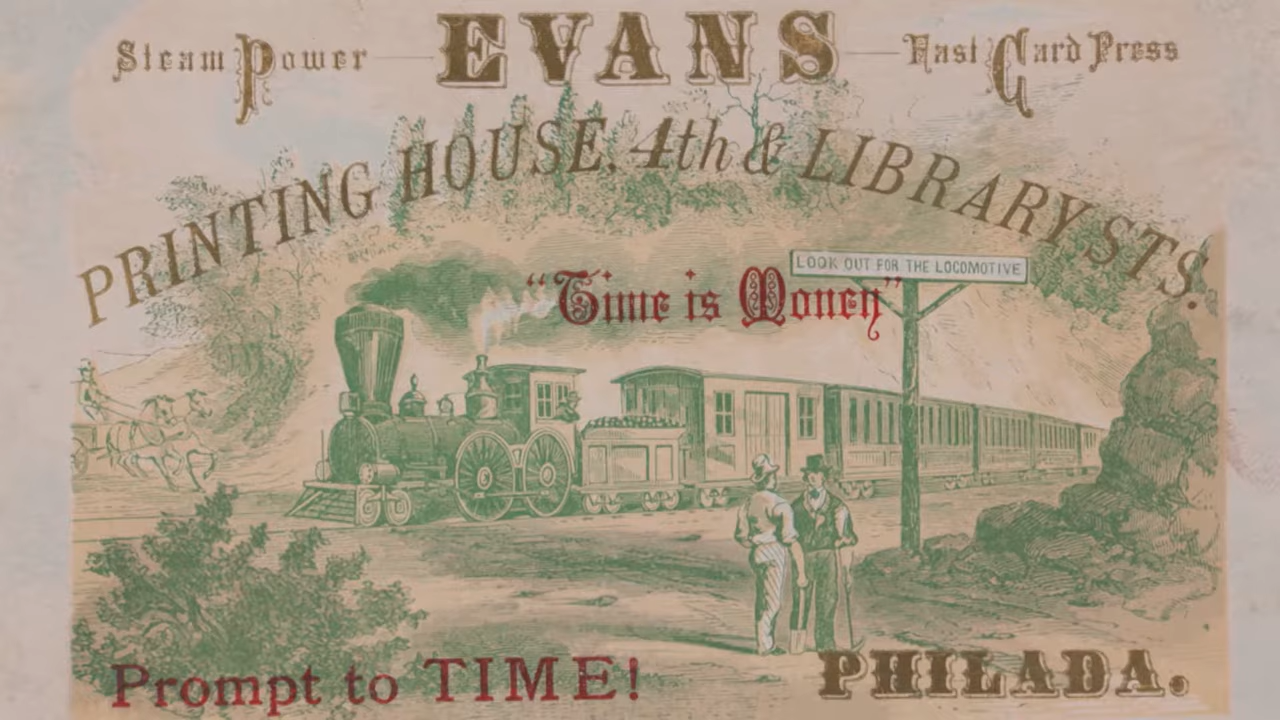 Steam Power EVANS Fast Card Press
PRINTING HOUSE, 4th & LIBRARY STS.
LOOK OUT FOR THE LOCOMOTIVE
"Time is Money"
Prompt to TIME!
PHILADA.